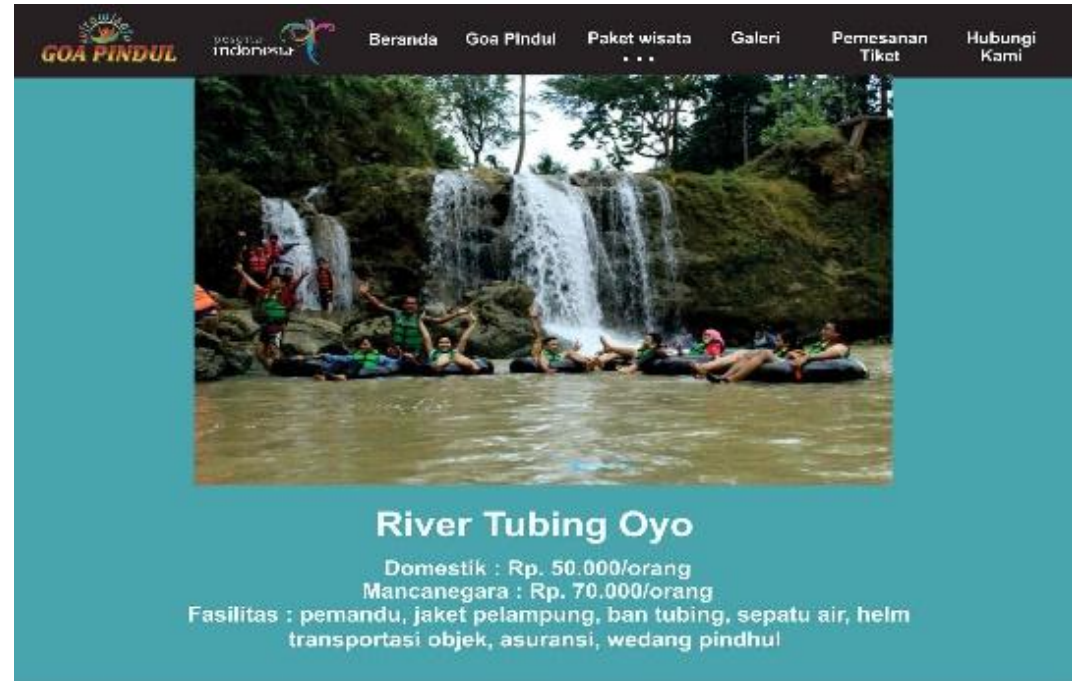 GOA PINDUL
pesona
indonesia
Beranda
Goa Pindul
Paket wisata
...
Galeri
Pemesanan
Tiket
Hubungi
Kami
River Tubing Oyo
Domestik : Rp. 50.000/orang
Mancanegara : Rp. 70.000/orang
Fasilitas : pemandu, jaket pelampung, ban tubing, sepatu air, helm
transportasi objek, asuransi, wedang pindhul